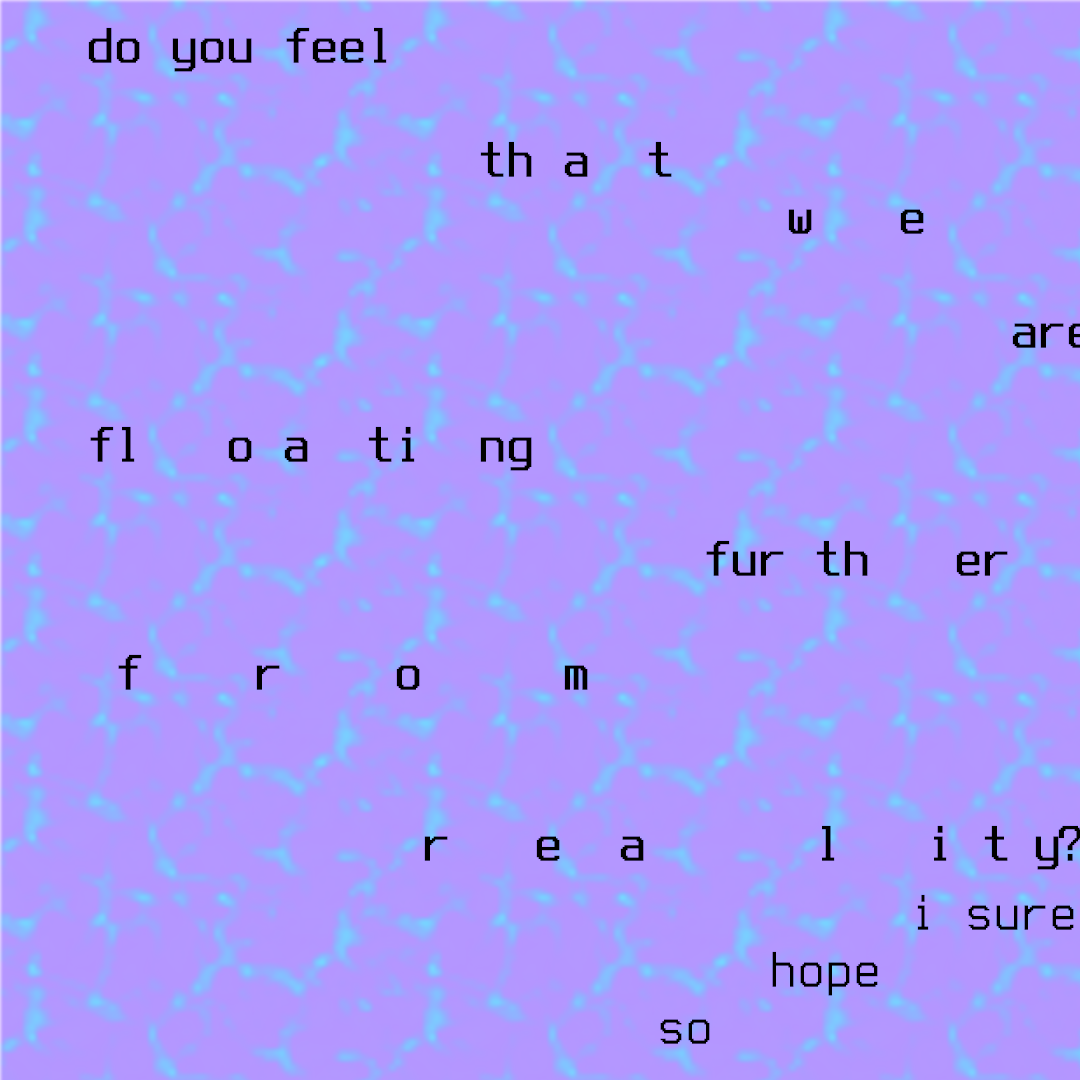 do you feel
th a  t
w   e
are
fl   o a  ti  ng
fur th   er
f    r    o     m
r   e  a      l   i t y?
i sure
hope
so